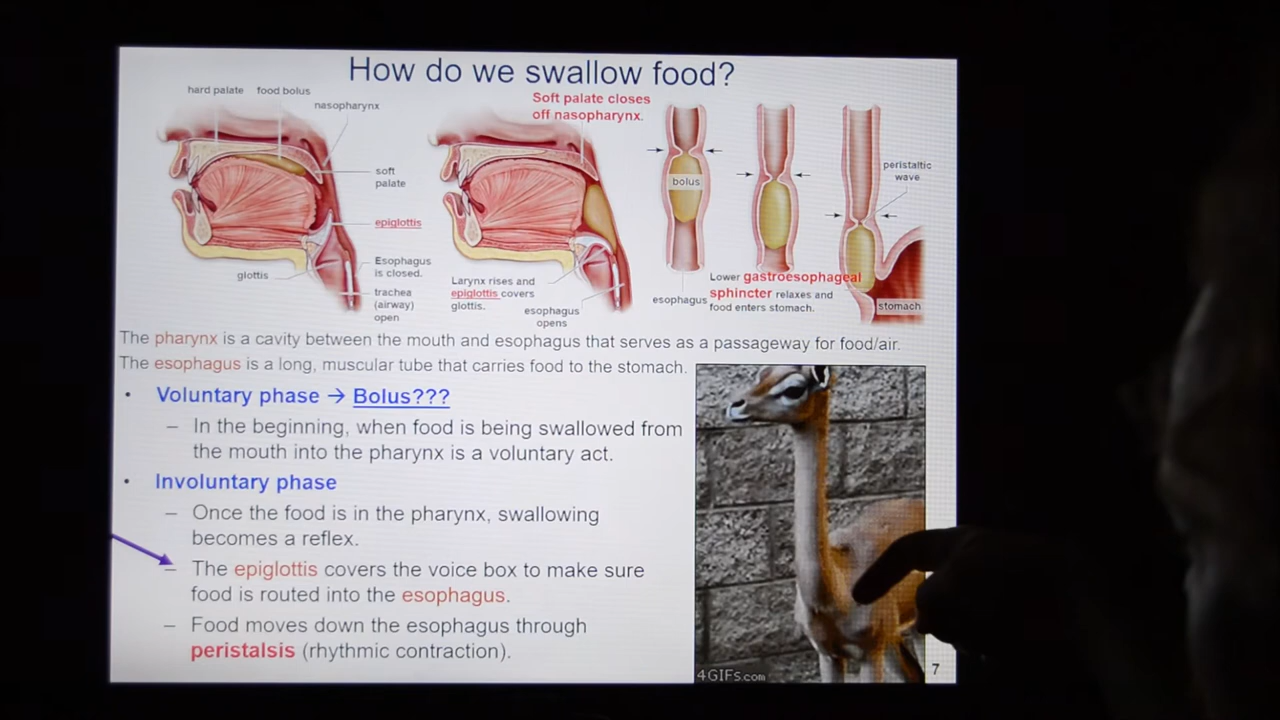 How do we swallow food?
hard palate
food bolus
nasopharynx
soft
palate
epiglottis
glottis
Esophagus
is closed.
trachea
(airway)
open
Soft palate closes
off nasopharynx.
Larynx rises and
epiglottis covers
glottis.
esophagus
opens
bolus
esophagus
Lower gastroesophageal
sphincter relaxes and
food enters stomach.
peristaltic
wave
stomach
The pharynx is a cavity between the mouth and esophagus that serves as a passageway for food/air.
The esophagus is a long, muscular tube that carries food to the stomach.
• Voluntary phase → Bolus???
– In the beginning, when food is being swallowed from
the mouth into the pharynx is a voluntary act.
• Involuntary phase
– Once the food is in the pharynx, swallowing
becomes a reflex.
– The epiglottis covers the voice box to make sure
food is routed into the esophagus.
– Food moves down the esophagus through
peristalsis (rhythmic contraction).
4GIFs.com
7